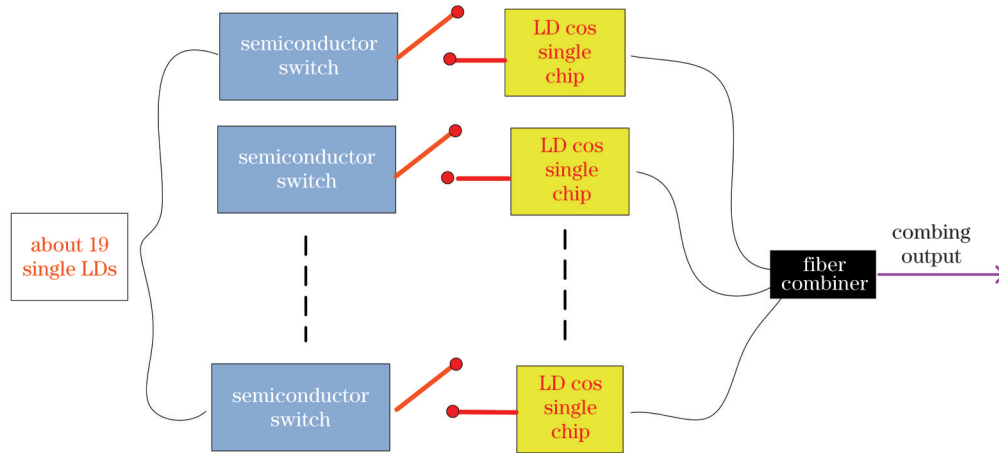 semiconductor
switch
LD cos
single
chip
semiconductor
switch
LD cos
single
chip
about 19
single LDs
combing
output
fiber
combiner
semiconductor
switch
LD cos
single
chip